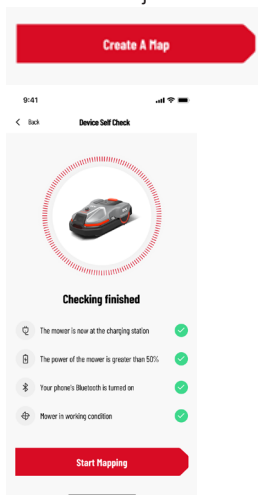 Create A Map
9:41
Back
Device Self Check
Checking finished
The mower is now at the charging station
The power of the mower is greater than 50%
Your phone's Bluetooth is turned on
Mower in working condition
Start Mapping